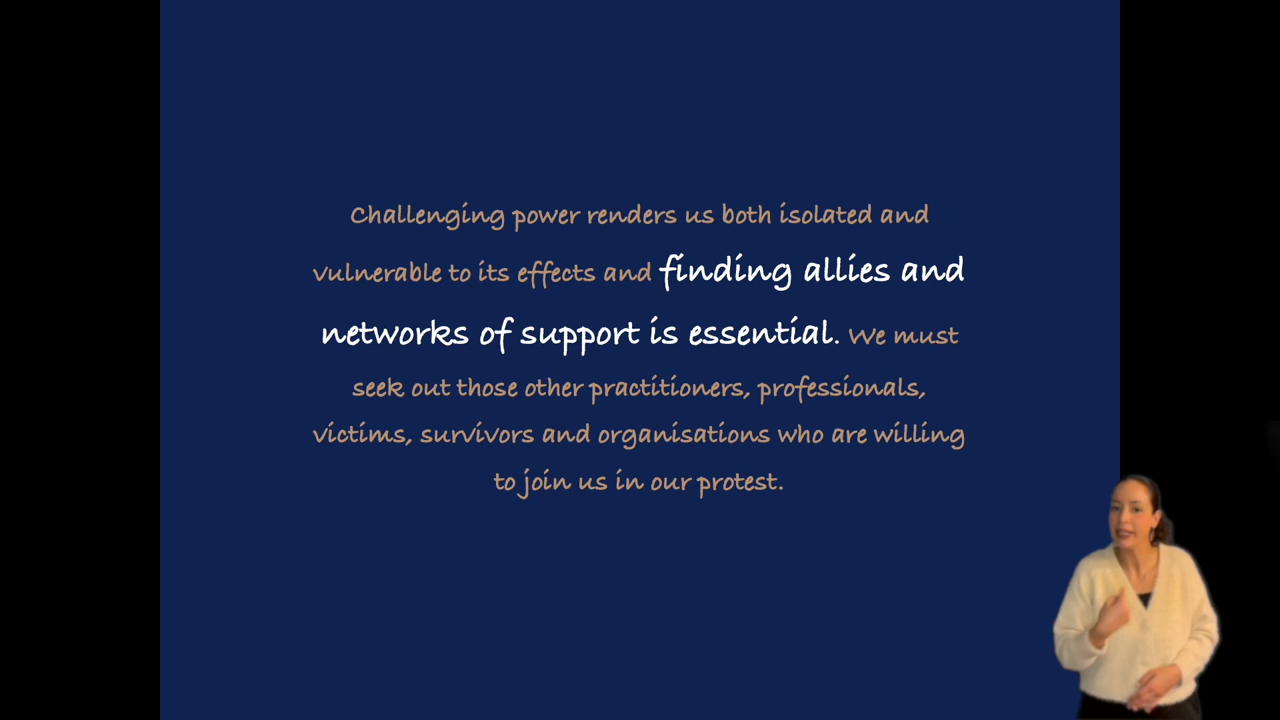 Challenging power renders us both isolated and
vulnerable to its effects and finding allies and
networks of support is essential. We must
seek out those other practitioners, professionals,
victims, survivors and organisations who are willing
to join us in our protest.